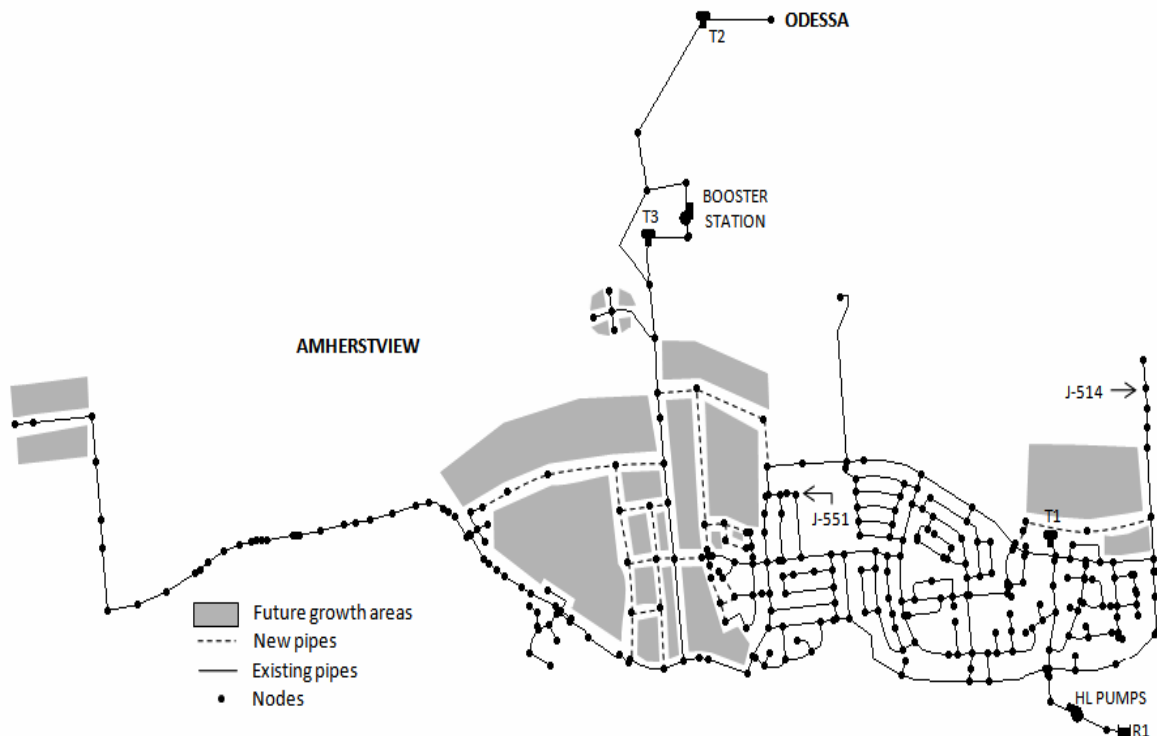 ODESSA
T2
BOOSTER
STATION
T3
AMHERSTVIEW
J-514
J-551
T1
Future growth areas
New pipes
Existing pipes
Nodes
HL PUMPS
R1